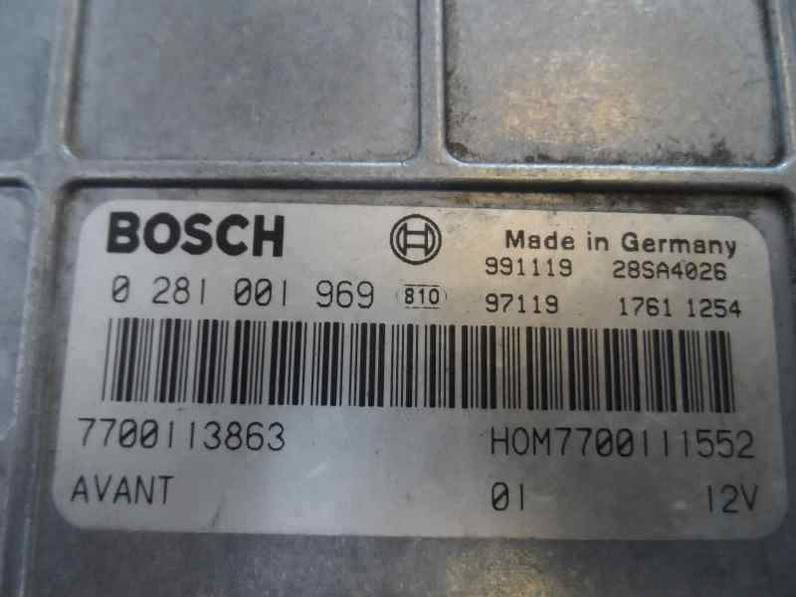 BOSCH Made in Germany
991119 28SA4026
0 281 001 969 810 97119 1761 1254
7700113863 HOM7700111552
AVANT 01 12V